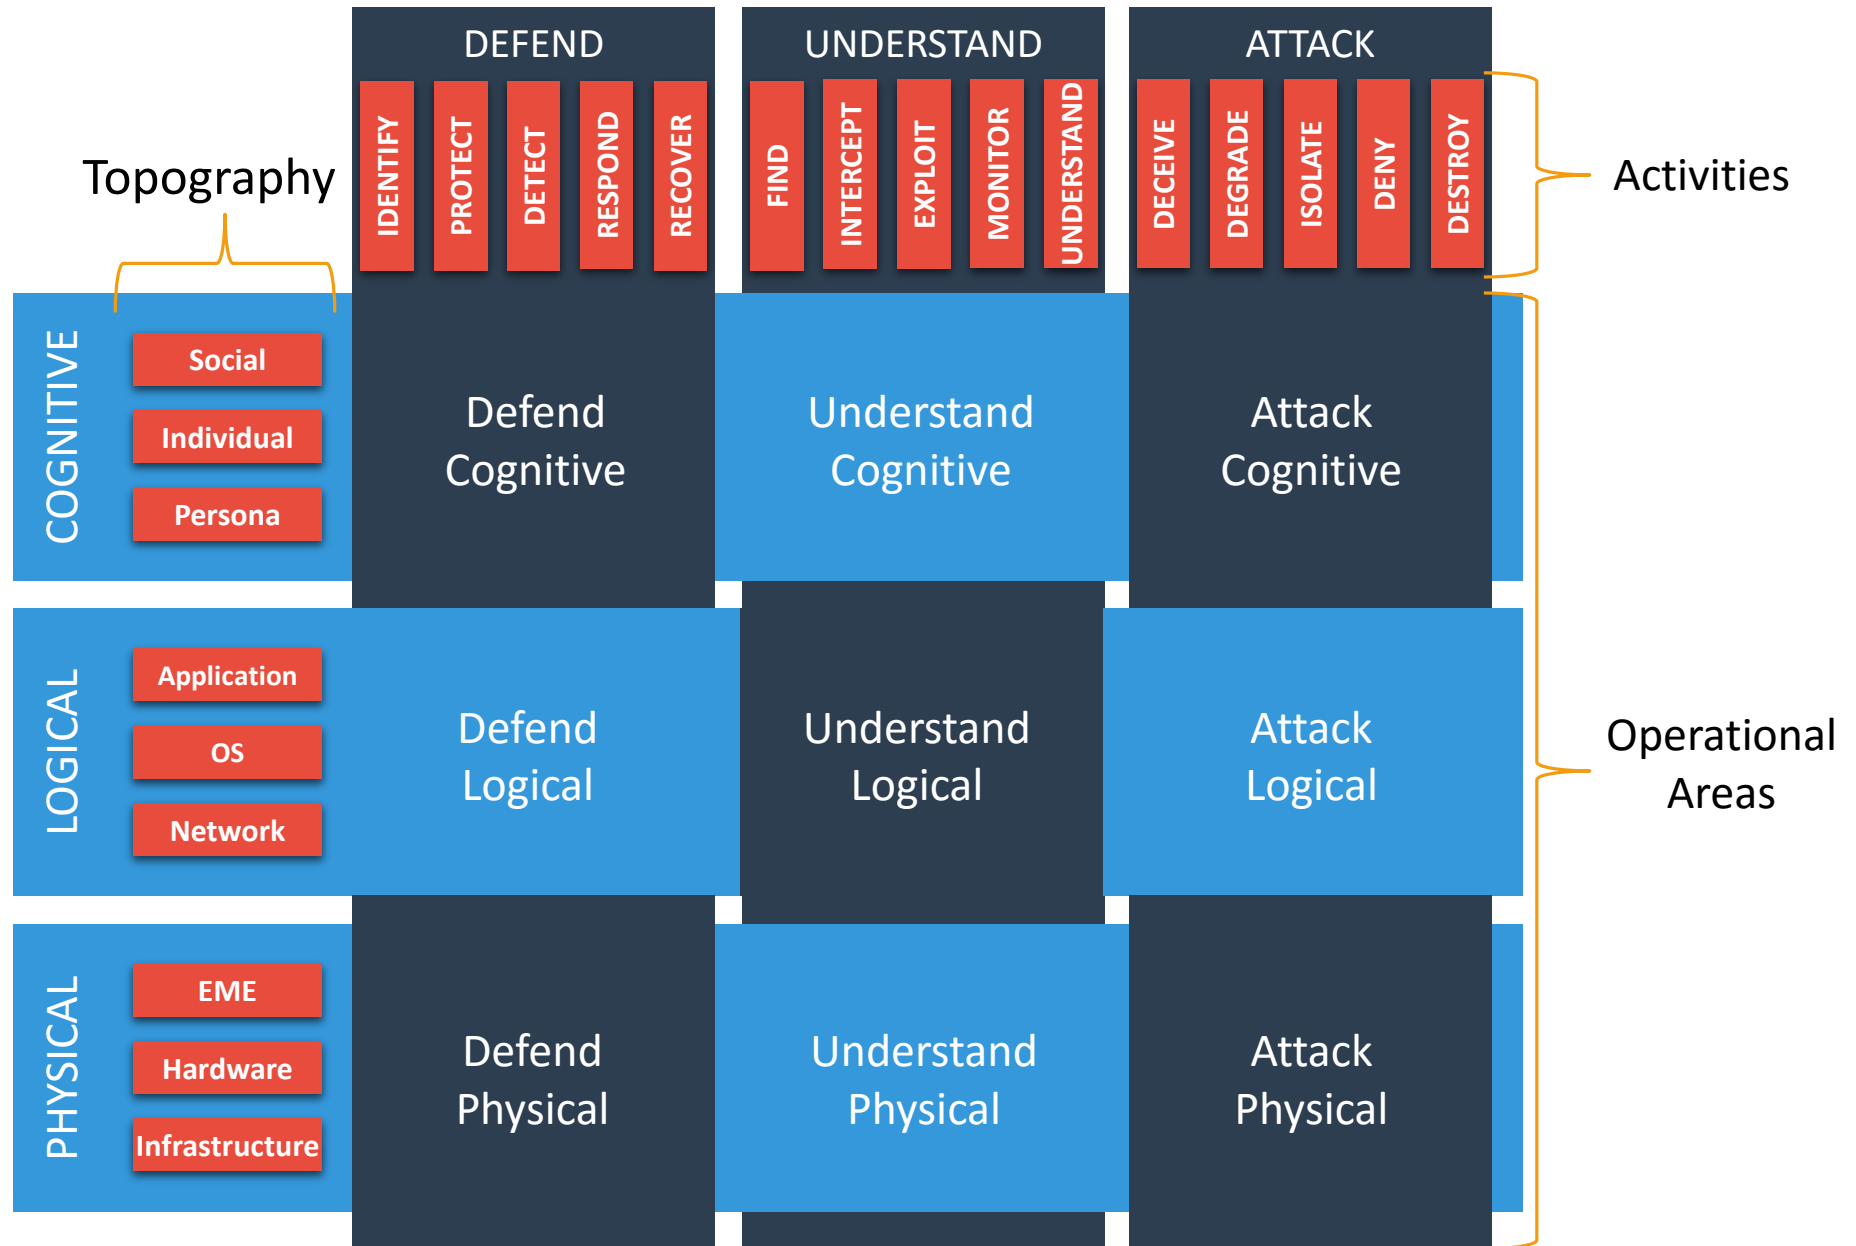 DEFEND
UNDERSTAND
ATTACK
IDENTIFY
PROTECT
DETECT
RESPOND
RECOVER
FIND
INTERCEPT
EXPLOIT
MONITOR
UNDERSTAND
DECEIVE
DEGRADE
ISOLATE
DENY
DESTROY
Topography
Activities
COGNITIVE
Social
Individual
Persona
Defend
Cognitive
Understand
Cognitive
Attack
Cognitive
LOGICAL
Application
OS
Network
Defend
Logical
Understand
Logical
Attack
Logical
Operational
Areas
PHYSICAL
EME
Hardware
Infrastructure
Defend
Physical
Understand
Physical
Attack
Physical